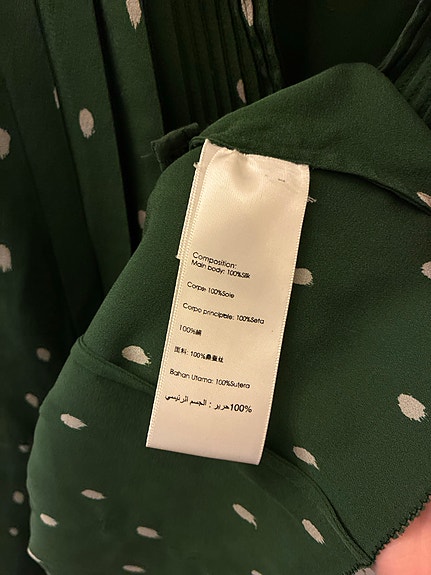 Composition:
Main body: 100%Silk
Corps: 100%Soie
Corpo principale: 100%Seta
100%絹
面料: 100%桑蚕丝
Bahan Utama: 100%Sutera
100%حرير : الجسم الرئيسي